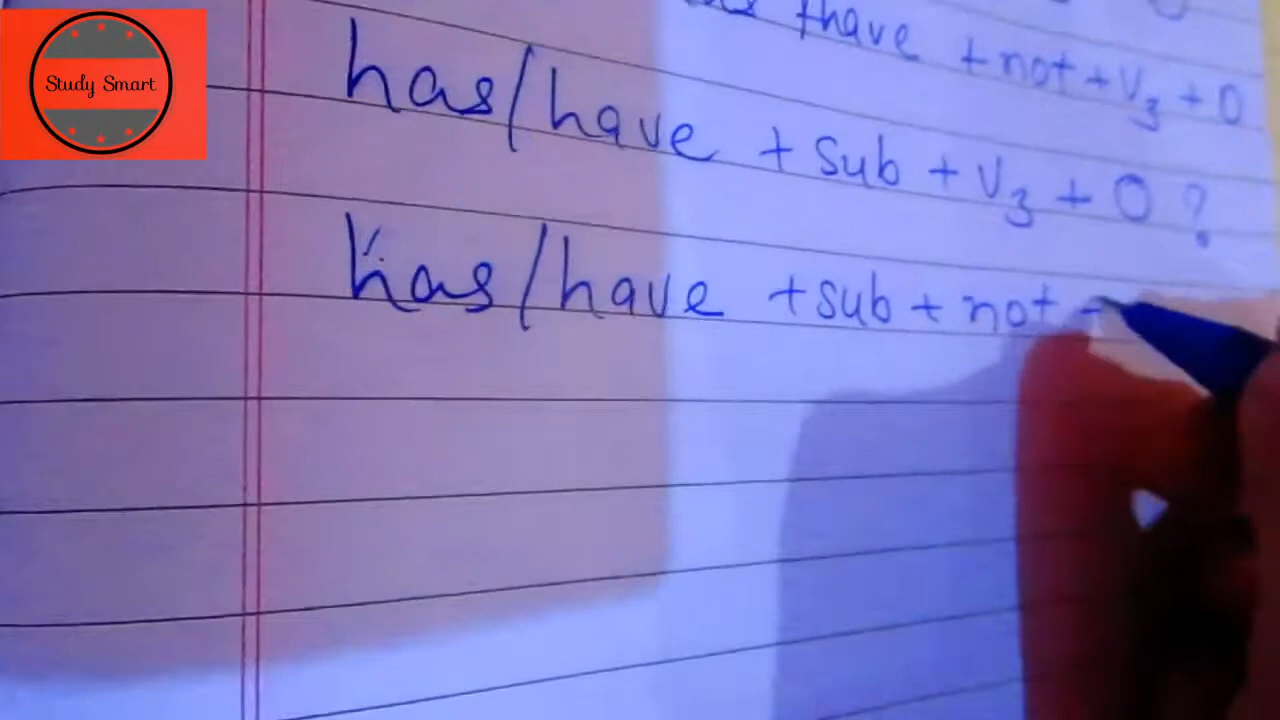 Study Smart
have + not + V3 + O
has/have + sub + V3 + O ?
has/have + sub + not +